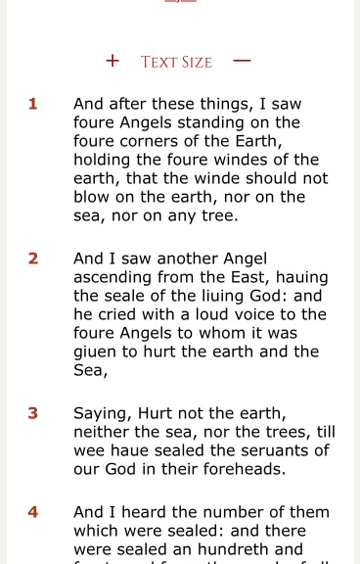 + TEXT SIZE —
1 And after these things, I saw
foure Angels standing on the
foure corners of the Earth,
holding the foure windes of the
earth, that the winde should not
blow on the earth, nor on the
sea, nor on any tree.
2 And I saw another Angel
ascending from the East, hauing
the seale of the liuing God: and
he cried with a loud voice to the
foure Angels to whom it was
giuen to hurt the earth and the
Sea,
3 Saying, Hurt not the earth,
neither the sea, nor the trees, till
wee haue sealed the seruants of
our God in their foreheads.
4 And I heard the number of them
which were sealed: and there
were sealed an hundreth and